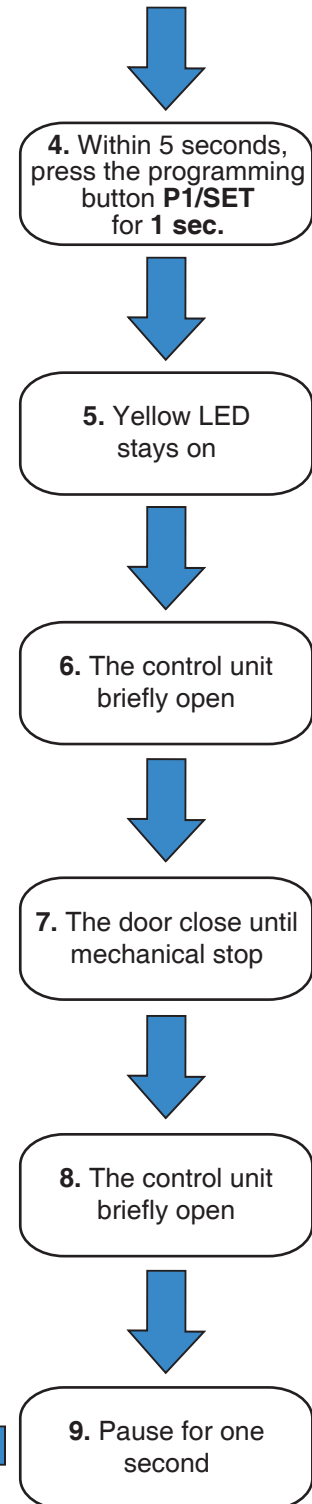 4. Within 5 seconds,
press the programming
button P1/SET
for 1 sec.
5. Yellow LED
stays on
6. The control unit
briefly open
7. The door close until
mechanical stop
8. The control unit
briefly open
9. Pause for one
second